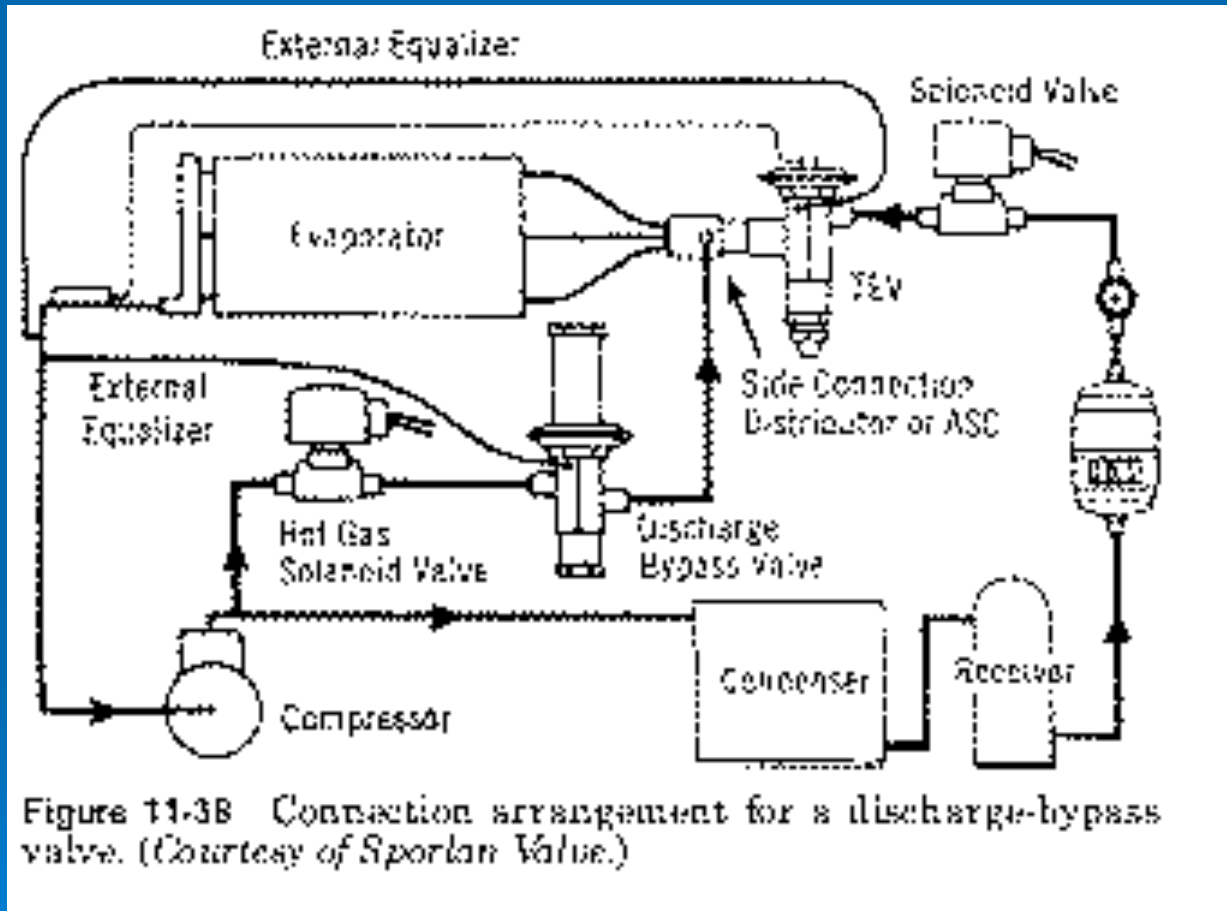 External Equalizer
Solenoid Valve
Evaporator
TEV
External
Equalizer
Side Connection
Distributor or ASC
Hot Gas
Solenoid Valve
Discharge
Bypass Valve
Condenser
Receiver
Compressor
Figure 11-38 Connection arrangement for a discharge-bypass
valve. (Courtesy of Sporlan Valve.)